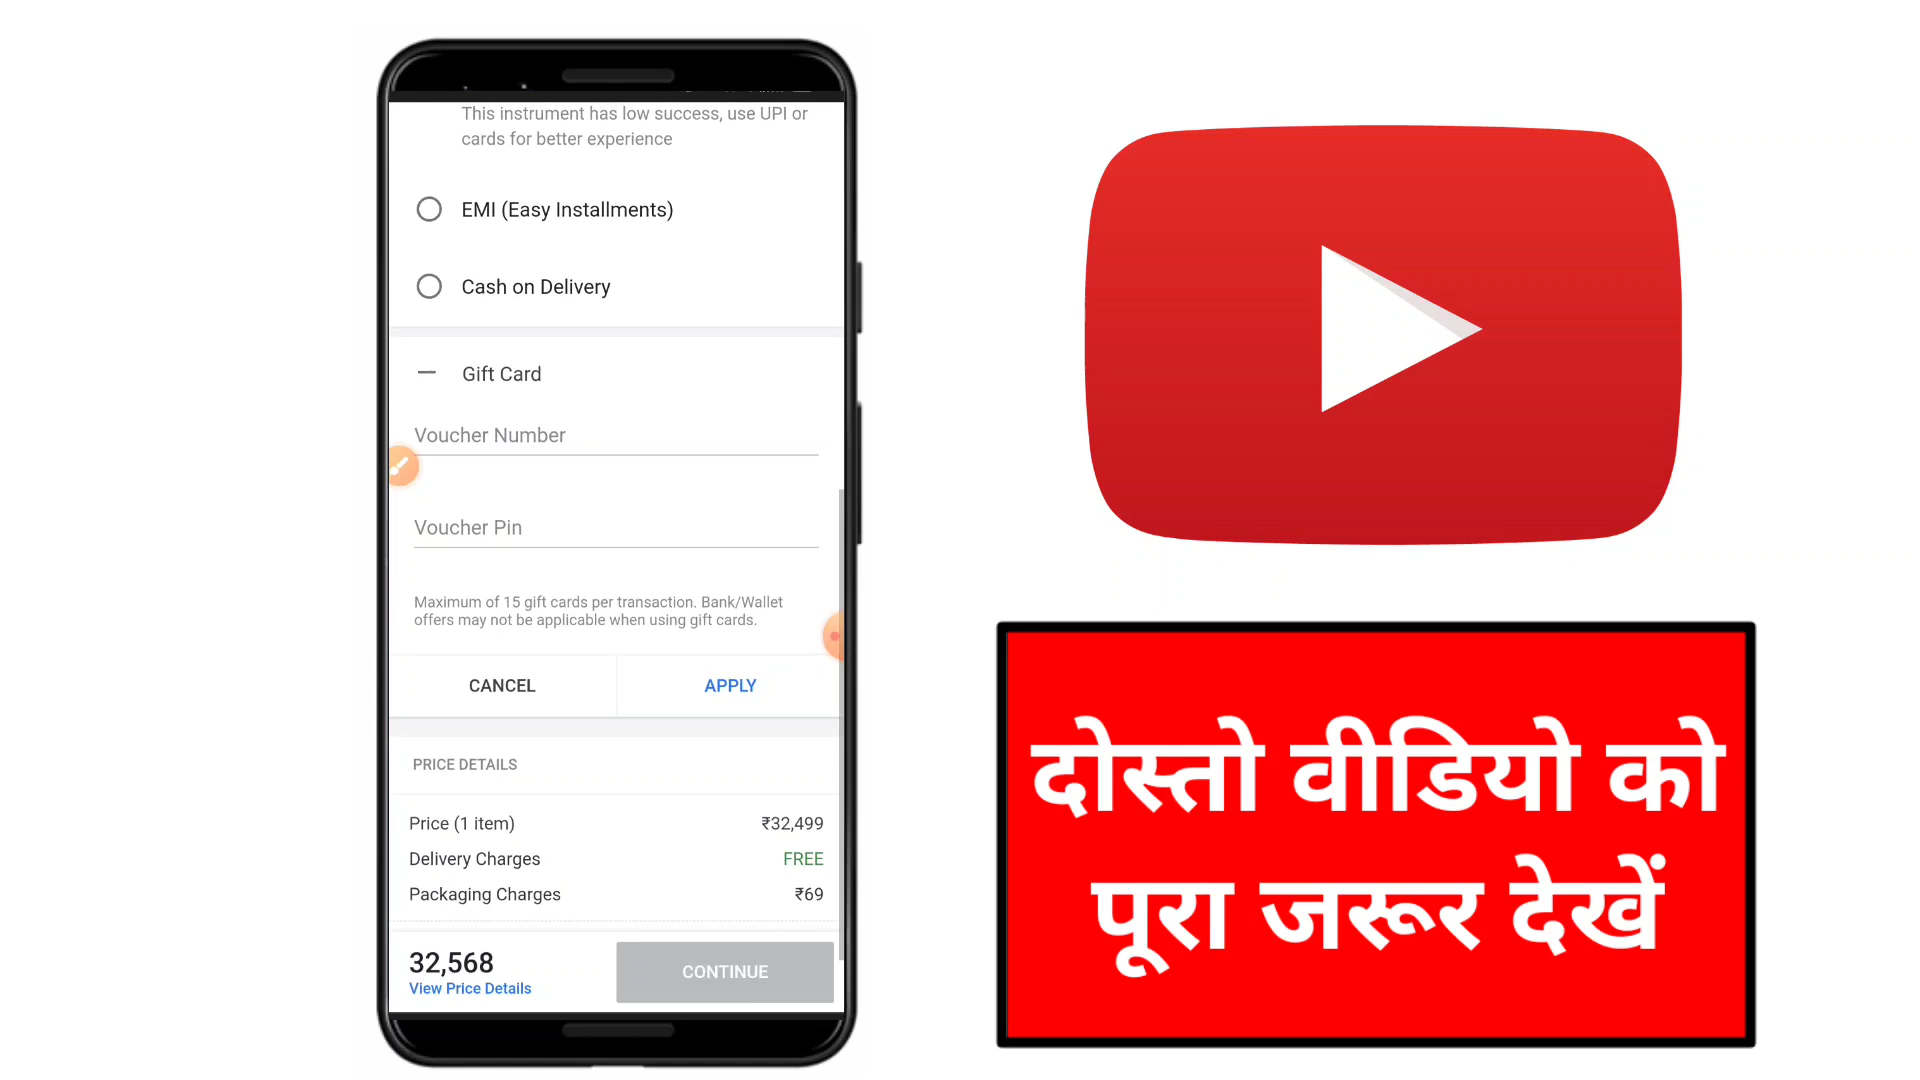 This instrument has low success, use UPI or
cards for better experience
EMI (Easy Installments)
Cash on Delivery
Gift Card
Voucher Number
Voucher Pin
Maximum of 15 gift cards per transaction. Bank/Wallet
offers may not be applicable when using gift cards.
CANCEL APPLY
PRICE DETAILS
Price (1 item) ₹32,499
Delivery Charges FREE
Packaging Charges ₹69
32,568
View Price Details
CONTINUE
दोस्तो वीडियो को
पूरा जरूर देखें